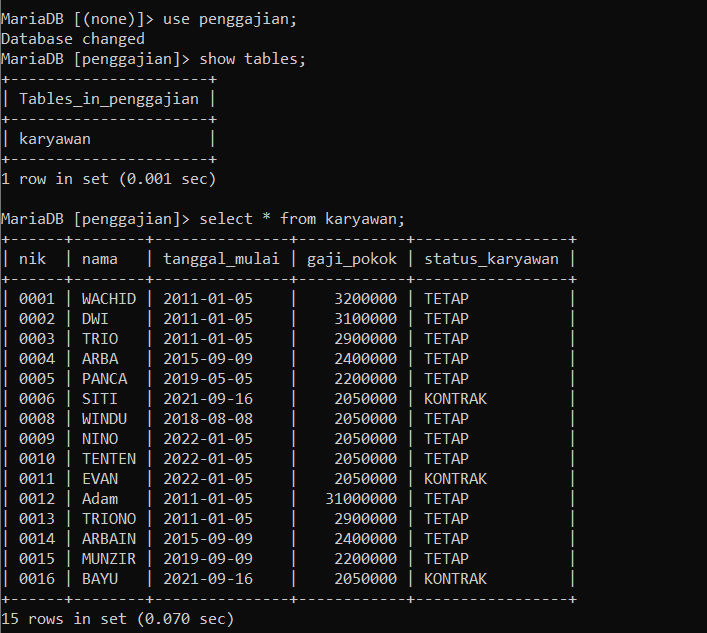 MariaDB [(none)]> use penggajian;
Database changed
MariaDB [penggajian]> show tables;
+----------------------+
| Tables_in_penggajian |
+----------------------+
| karyawan             |
+----------------------+
1 row in set (0.001 sec)

MariaDB [penggajian]> select * from karyawan;
+------+--------+---------------+------------+-----------------+
| nik  | nama   | tanggal_mulai | gaji_pokok | status_karyawan |
+------+--------+---------------+------------+-----------------+
| 0001 | WACHID | 2011-01-05    |    3200000 | TETAP           |
| 0002 | DWI    | 2011-01-05    |    3100000 | TETAP           |
| 0003 | TRIO   | 2011-01-05    |    2900000 | TETAP           |
| 0004 | ARBA   | 2015-09-09    |    2400000 | TETAP           |
| 0005 | PANCA  | 2019-05-05    |    2200000 | TETAP           |
| 0006 | SITI   | 2021-09-16    |    2050000 | KONTRAK         |
| 0008 | WINDU  | 2018-08-08    |    2050000 | TETAP           |
| 0009 | NINO   | 2022-01-05    |    2050000 | TETAP           |
| 0010 | TENTEN | 2022-01-05    |    2050000 | TETAP           |
| 0011 | EVAN   | 2022-01-05    |    2050000 | KONTRAK         |
| 0012 | Adam   | 2011-01-05    |   31000000 | TETAP           |
| 0013 | TRIONO | 2011-01-05    |    2900000 | TETAP           |
| 0014 | ARBAIN | 2015-09-09    |    2400000 | TETAP           |
| 0015 | MUNZIR | 2019-09-09    |    2200000 | TETAP           |
| 0016 | BAYU   | 2021-09-16    |    2050000 | KONTRAK         |
+------+--------+---------------+------------+-----------------+
15 rows in set (0.070 sec)